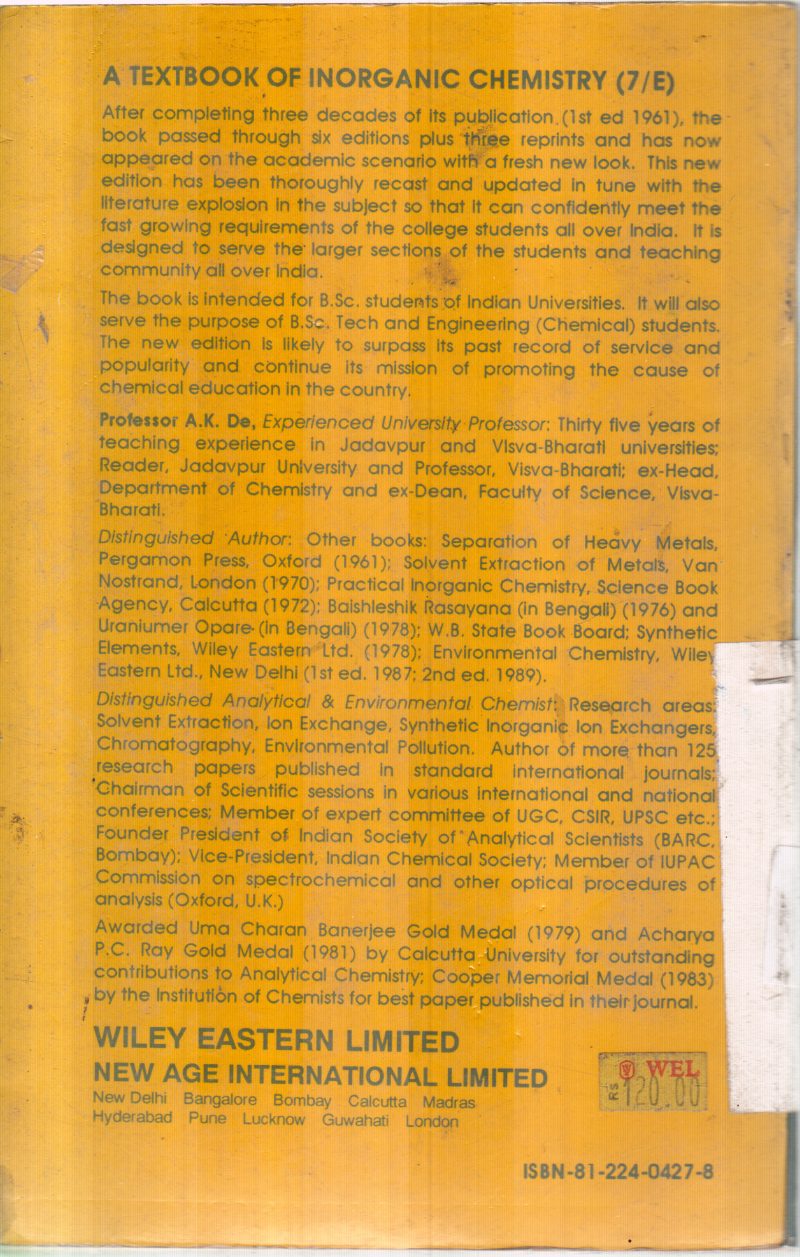 A TEXTBOOK OF INORGANIC CHEMISTRY (7/E)
After completing three decades of its publication (1st ed 1961), the
book passed through six editions plus three reprints and has now
appeared on the academic scenario with a fresh new look. This new
edition has been thoroughly recast and updated in tune with the
literature explosion in the subject so that it can confidently meet the
fast growing requirements of the college students all over India. It is
designed to serve the larger sections of the students and teaching
community all over India.
The book is intended for B.Sc. students of Indian Universities. It will also
serve the purpose of B.Sc. Tech and Engineering (Chemical) students.
The new edition is likely to surpass its past record of service and
popularity and continue its mission of promoting the cause of
chemical education in the country.
Professor A.K. De, Experienced University Professor: Thirty five years of
teaching experience in Jadavpur and Visva-Bharati universities;
Reader, Jadavpur University and Professor, Visva-Bharati; ex-Head,
Department of Chemistry and ex-Dean, Faculty of Science, Visva-
Bharati.
Distinguished Author: Other books: Separation of Heavy Metals,
Pergamon Press, Oxford (1961); Solvent Extraction of Metals, Van
Nostrand, London (1970); Practical Inorganic Chemistry, Science Book
Agency, Calcutta (1972); Baishleshik Rasayana (in Bengali) (1976) and
Uraniumer Opare (in Bengali) (1978); W.B. State Book Board; Synthetic
Elements, Wiley Eastern Ltd. (1978); Environmental Chemistry, Wiley
Eastern Ltd., New Delhi (1st ed. 1987; 2nd ed. 1989).
Distinguished Analytical & Environmental Chemist: Research areas:
Solvent Extraction, Ion Exchange, Synthetic Inorganic Ion Exchangers,
Chromatography, Environmental Pollution. Author of more than 125
research papers published in standard international journals;
Chairman of Scientific sessions in various international and national
conferences; Member of expert committee of UGC, CSIR, UPSC etc.;
Founder President of Indian Society of Analytical Scientists (BARC,
Bombay); Vice-President, Indian Chemical Society; Member of IUPAC
Commission on spectrochemical and other optical procedures of
analysis (Oxford, U.K.)
Awarded Uma Charan Banerjee Gold Medal (1979) and Acharya
P.C. Ray Gold Medal (1981) by Calcutta University for outstanding
contributions to Analytical Chemistry; Cooper Memorial Medal (1983)
by the Institution of Chemists for best paper published in their journal.
WILEY EASTERN LIMITED
NEW AGE INTERNATIONAL LIMITED
New Delhi Bangalore Bombay Calcutta Madras
Hyderabad Pune Lucknow Guwahati London
WEL
RS 120.00
ISBN-81-224-0427-8